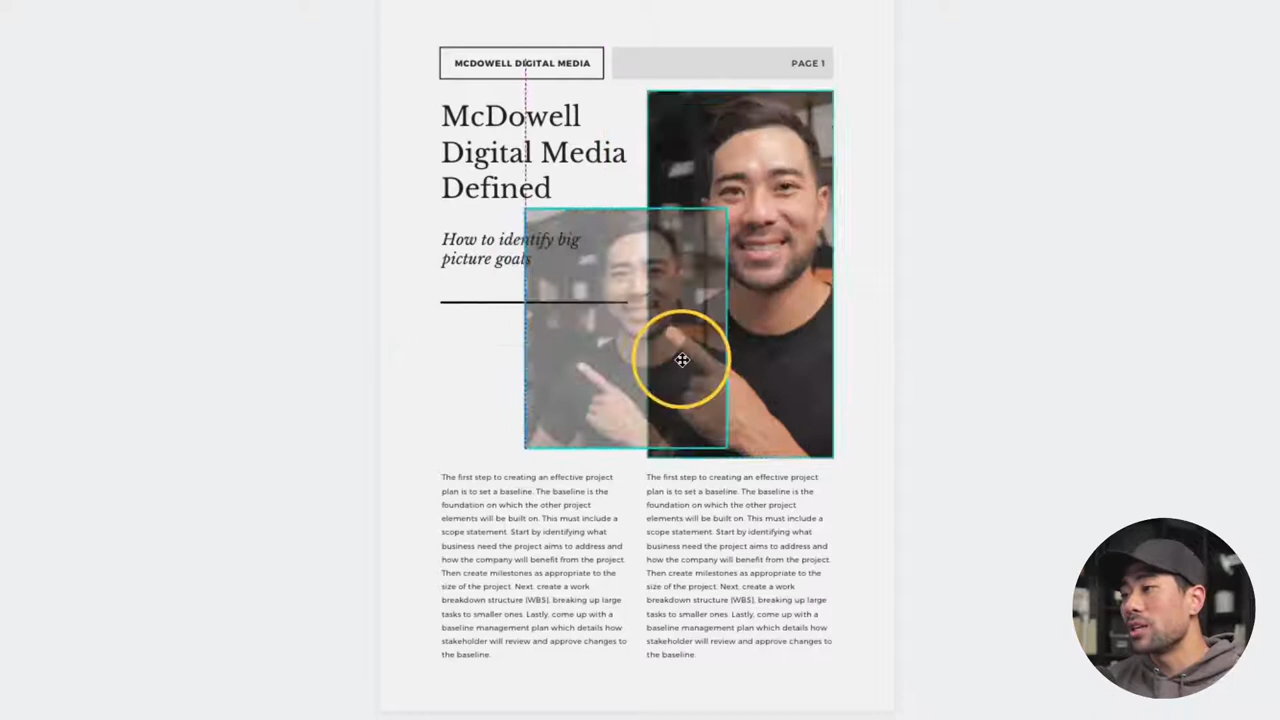 MCDOWELL DIGITAL MEDIA
PAGE 1
McDowell
Digital Media
Defined
How to identify big
picture goals
The first step to creating an effective project
plan is to set a baseline. The baseline is the
foundation on which the other project
elements will be built on. This must include a
scope statement. Start by identifying what
business need the project aims to address and
how the company will benefit from the project.
Then create milestones as appropriate to the
size of the project. Next, create a work
breakdown structure (WBS), breaking up large
tasks to smaller ones. Lastly, come up with a
baseline management plan which details how
stakeholder will review and approve changes to
the baseline.
The first step to creating an effective project
plan is to set a baseline. The baseline is the
foundation on which the other project
elements will be built on. This must include a
scope statement. Start by identifying what
business need the project aims to address and
how the company will benefit from the project.
Then create milestones as appropriate to the
size of the project. Next, create a work
breakdown structure (WBS), breaking up large
tasks to smaller ones. Lastly, come up with a
baseline management plan which details how
stakeholder will review and approve changes to
the baseline.